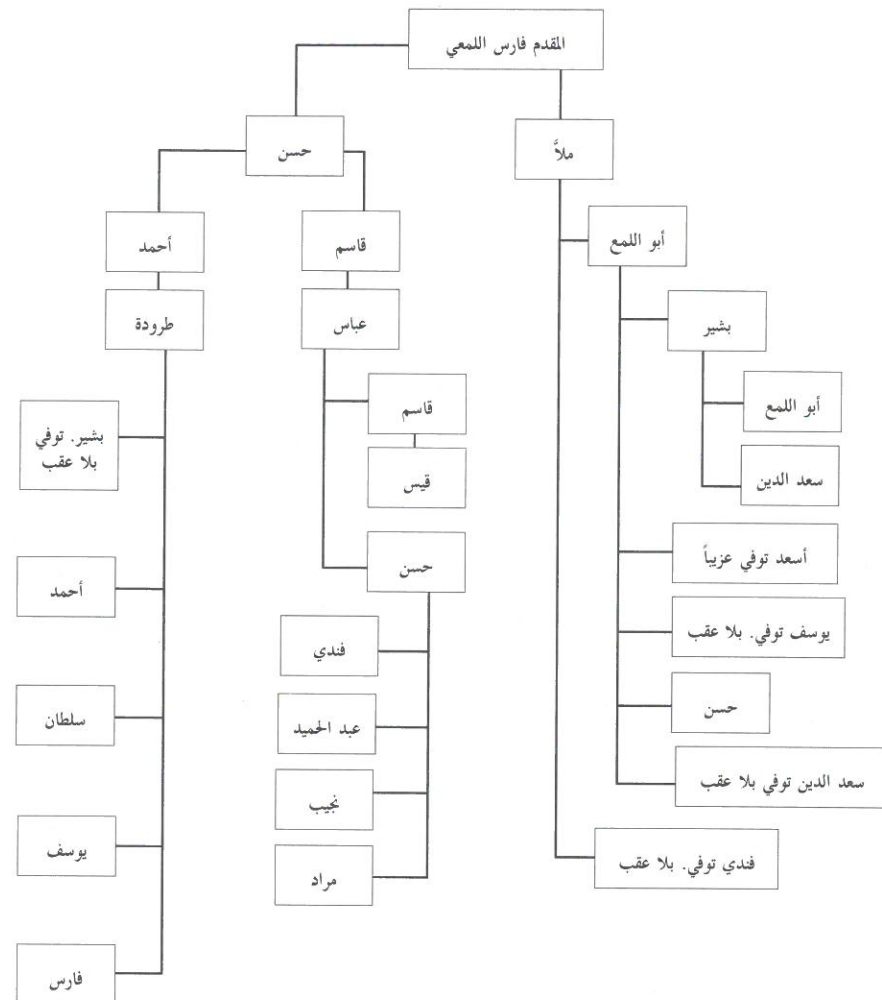 المقدم فارس اللمعي
ملاَّ
حسن
أبو اللمع
قاسم
أحمد
بشير
عباس
طرودة
أبو اللمع
قاسم
بشير. توفي
بلا عقب
سعد الدين
قيس
أسعد توفي عزيباً
حسن
أحمد
يوسف توفي. بلا عقب
فندي
حسن
عبد الحميد
سلطان
سعد الدين توفي بلا عقب
نجيب
فندي توفي. بلا عقب
يوسف
مراد
فارس